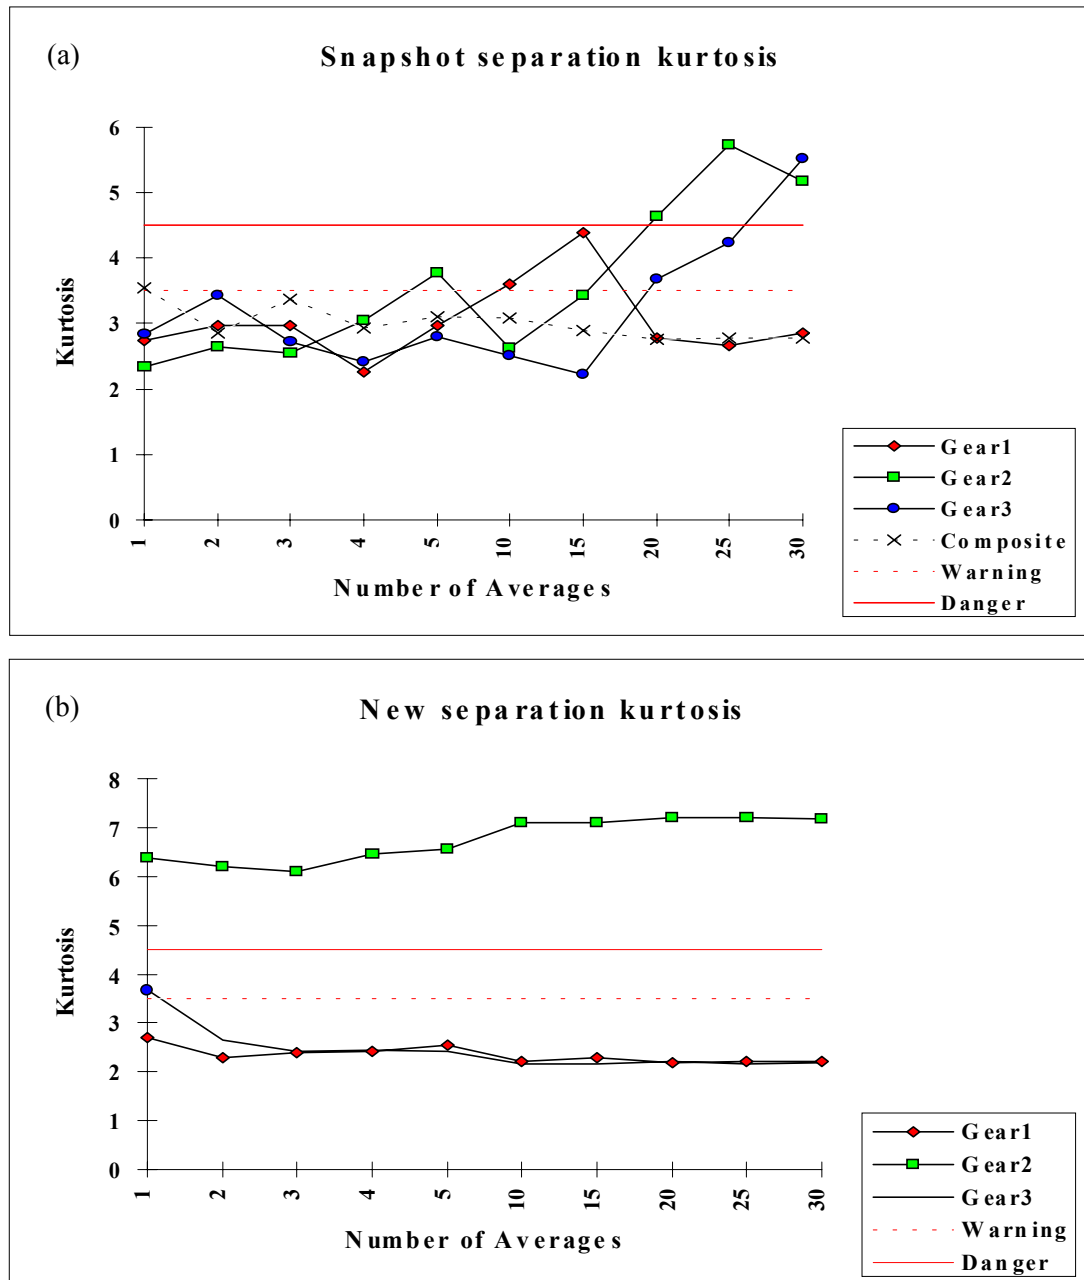 (a)
Snapshot separation kurtosis
6
5
4
3
2
1
0
Kurtosis
1 2 3 4 5 10 15 20 25 30
Number of Averages
Gear1
Gear2
Gear3
Composite
Warning
Danger
(b)
New separation kurtosis
8
7
6
5
4
3
2
1
0
Kurtosis
1 2 3 4 5 10 15 20 25 30
Number of Averages
Gear1
Gear2
Gear3
Warning
Danger